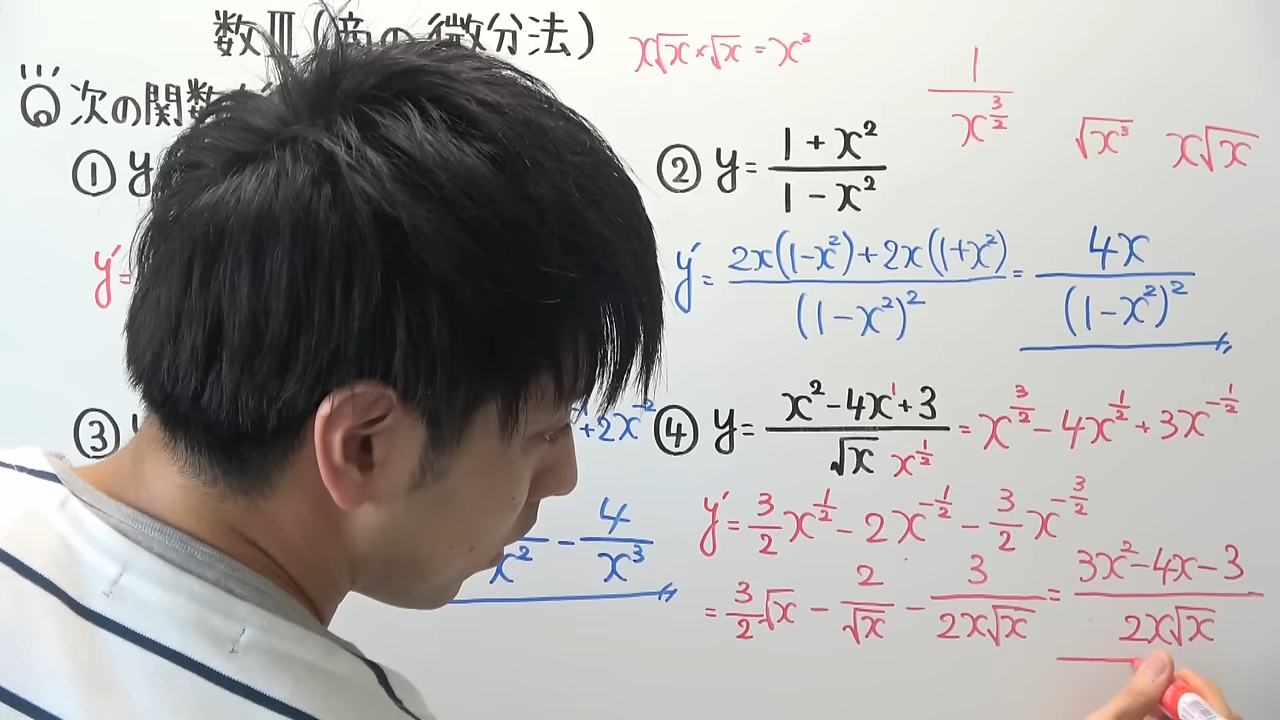 数Ⅲ(商の微分法)
x√x×√x=x²
1/x^{3/2}
√x³ x√x
Q 次の関数
① y
② y=(1+x²)/(1-x²)
y'=
y'=(2x(1-x²)+2x(1+x²))/(1-x²)²=4x/(1-x²)²
③
+2x^{-2}
④ y=(x²-4x¹+3)/√x x^{1/2}=x^{3/2}-4x^{1/2}+3x^{-1/2}
x²-4/x³
y'=3/2x^{1/2}-2x^{-1/2}-3/2x^{-3/2}
=3/2√x-2/√x-3/(2x√x)=(3x²-4x-3)/(2x√x)